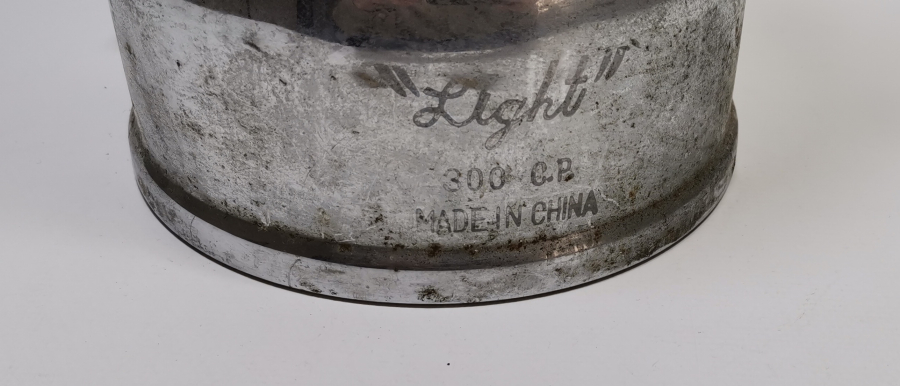 "Light"
300 C.P.
MADE IN CHINA